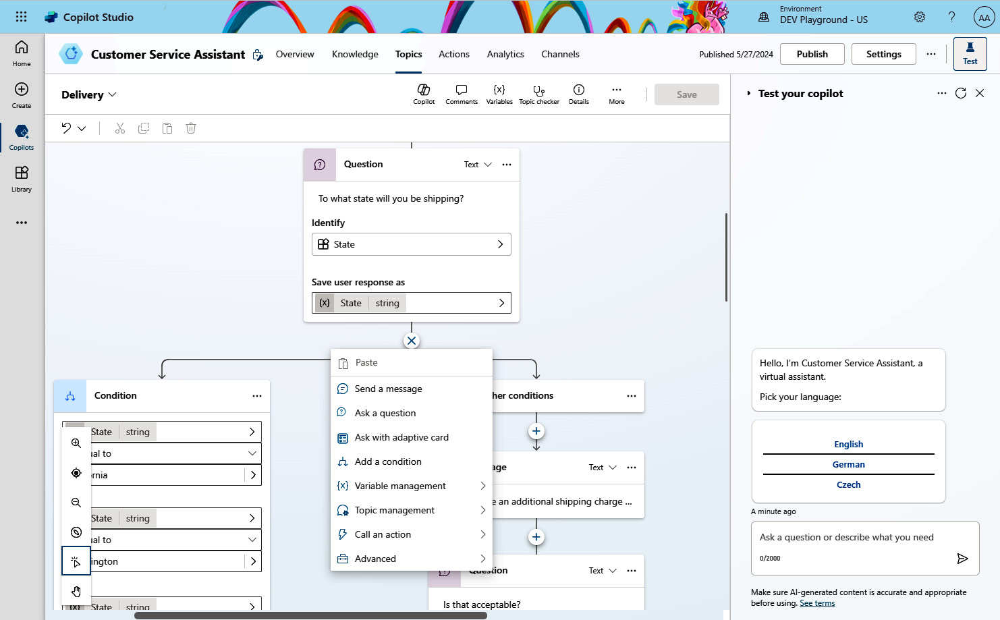 Copilot Studio
Environment
DEV Playground - US
AA
Home
Create
Copilots
Library
Customer Service Assistant
Overview
Knowledge
Topics
Actions
Analytics
Channels
Published 5/27/2024
Publish
Settings
Test
Delivery
Copilot
Comments
Variables
Topic checker
Details
More
Save
Question
Text
To what state will you be shipping?
Identify
State
Save user response as
{x} State string
Paste
Send a message
Ask a question
Ask with adaptive card
Add a condition
Variable management
Topic management
Call an action
Advanced
Condition
State string
ual to
rnia
State string
ual to
ington
{x} State string
her conditions
age
Text
e an additional shipping charge ...
Question
Text
Is that acceptable?
Test your copilot
Hello, I'm Customer Service Assistant, a
virtual assistant.
Pick your language:
English
German
Czech
A minute ago
Ask a question or describe what you need
0/2000
Make sure AI-generated content is accurate and appropriate
before using. See terms